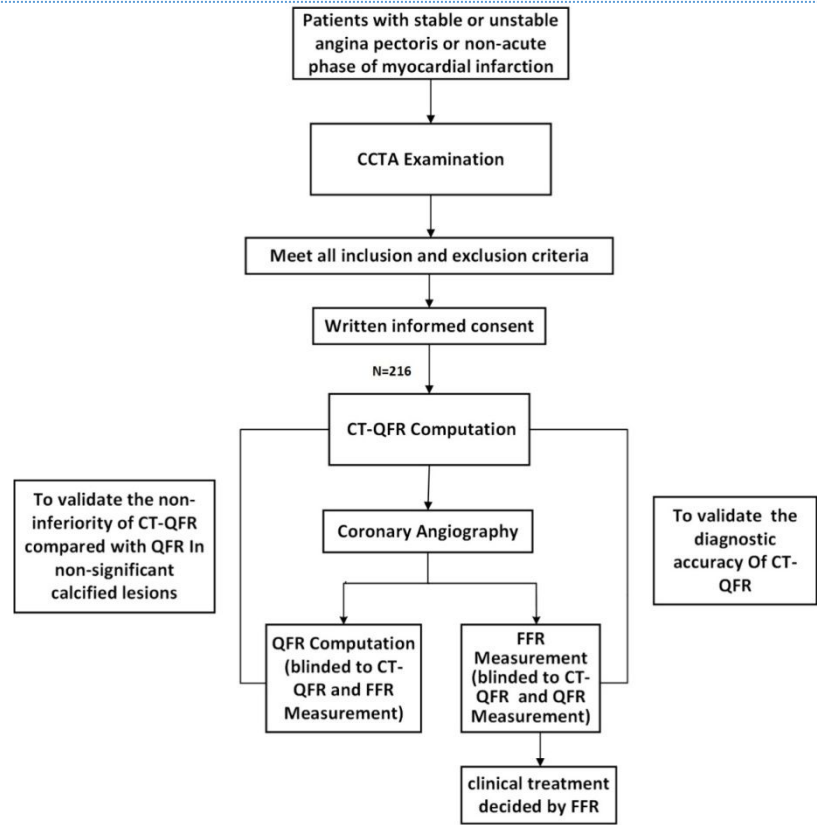 Patients with stable or unstable
angina pectoris or non-acute
phase of myocardial infarction
CCTA Examination
Meet all inclusion and exclusion criteria
Written informed consent
N=216
CT-QFR Computation
To validate the non-
inferiority of CT-QFR
compared with QFR In
non-significant
calcified lesions
Coronary Angiography
To validate the
diagnostic
accuracy Of CT-
QFR
QFR Computation
(blinded to CT-
QFR and FFR
Measurement)
FFR
Measurement
(blinded to CT-
QFR and QFR
Measurement)
clinical treatment
decided by FFR